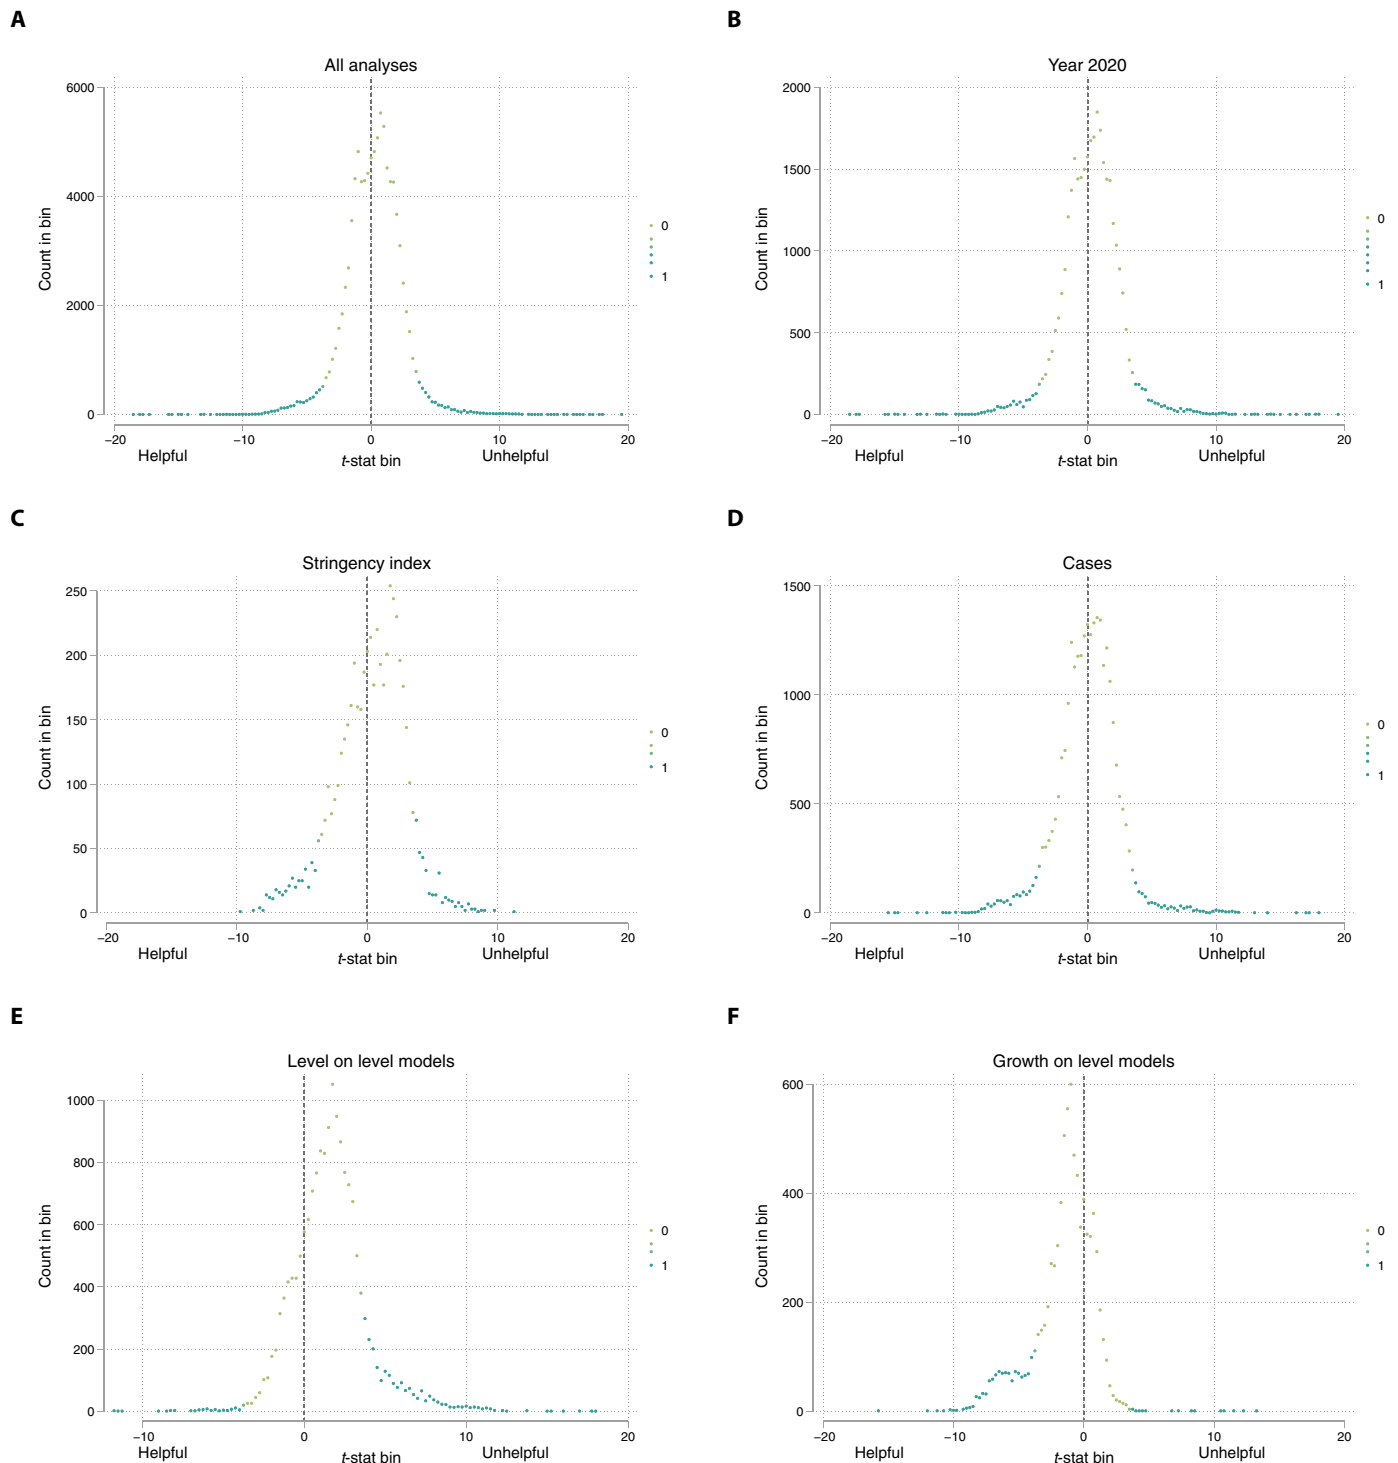 A
All analyses
6000
4000
2000
0
−20
−10
0
10
20
Count in bin
Helpful
t-stat bin
Unhelpful
0
1
B
Year 2020
2000
1500
1000
500
0
−20
−10
0
10
20
Count in bin
Helpful
t-stat bin
Unhelpful
0
1
C
Stringency index
250
200
150
100
50
0
−20
−10
0
10
20
Count in bin
Helpful
t-stat bin
Unhelpful
0
1
D
Cases
1500
1000
500
0
−20
−10
0
10
20
Count in bin
Helpful
t-stat bin
Unhelpful
0
1
E
Level on level models
1000
800
600
400
200
0
−10
0
10
20
Count in bin
Helpful
t-stat bin
Unhelpful
0
1
F
Growth on level models
600
400
200
0
−20
−10
0
10
20
Count in bin
Helpful
t-stat bin
Unhelpful
0
1